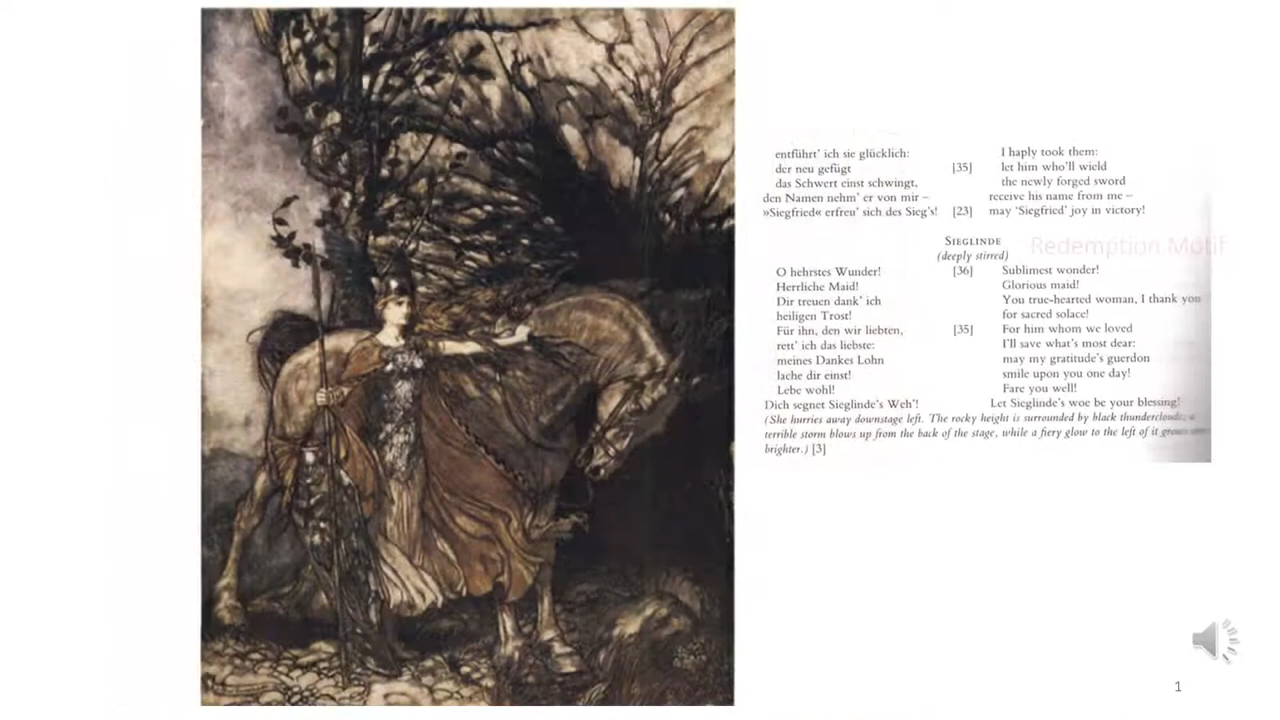 entführt' ich sie glücklich:
der neu gefügt
das Schwert einst schwingt,
den Namen nehm' er von mir –
»Siegfried« erfreu' sich des Sieg's!
[35]
[23]
I haply took them:
let him who'll wield
the newly forged sword
receive his name from me –
may 'Siegfried' joy in victory!
SIEGLINDE
(deeply stirred)
Redemption Motif
O hehrstes Wunder!
Herrliche Maid!
Dir treuen dank' ich
heiligen Trost!
Für ihn, den wir liebten,
rett' ich das liebste:
meines Dankes Lohn
lache dir einst!
Lebe wohl!
Dich segnet Sieglinde's Weh'!
[36]
[35]
Sublimest wonder!
Glorious maid!
You true-hearted woman, I thank you
for sacred solace!
For him whom we loved
I'll save what's most dear:
may my gratitude's guerdon
smile upon you one day!
Fare you well!
Let Sieglinde's woe be your blessing!
(She hurries away downstage left. The rocky height is surrounded by black thunderclouds; a
terrible storm blows up from the back of the stage, while a fiery glow to the left of it grows
brighter.) [3]
1